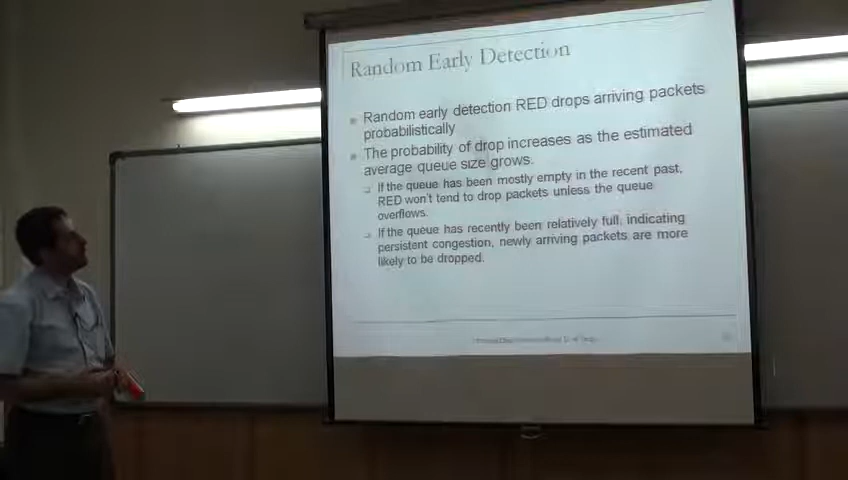 Random Early Detection
Random early detection RED drops arriving packets
probabilistically
The probability of drop increases as the estimated
average queue size grows.
If the queue has been mostly empty in the recent past,
RED won't tend to drop packets unless the queue
overflows.
If the queue has recently been relatively full, indicating
persistent congestion, newly arriving packets are more
likely to be dropped.